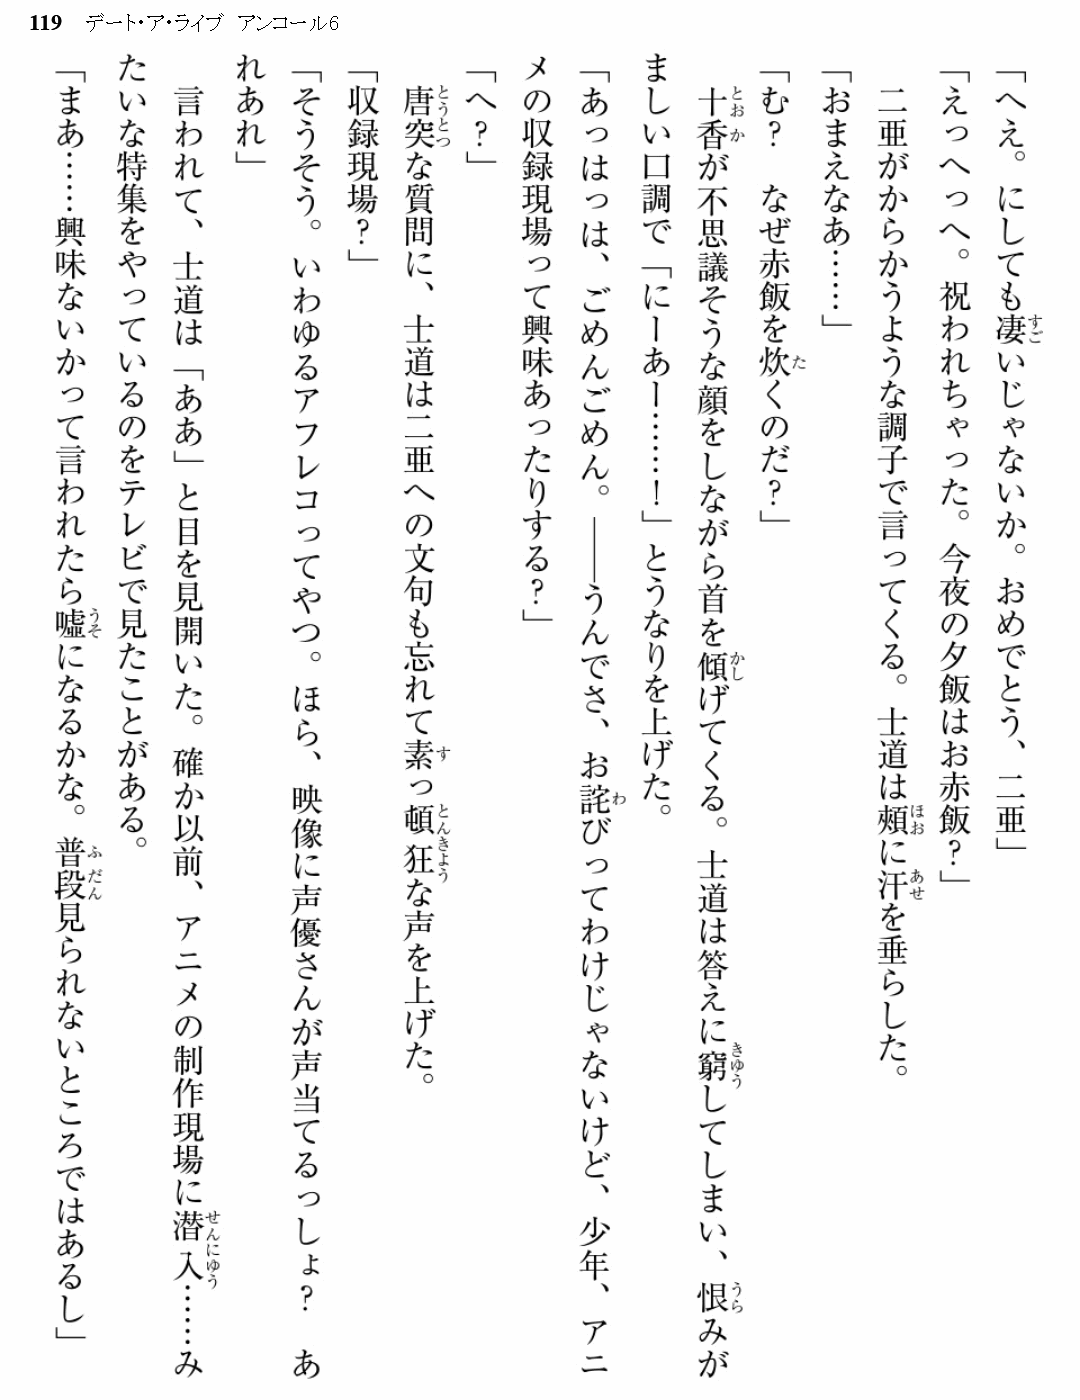 119 デート・ア・ライブ アンコール6
「へえ。にしても凄いじゃないか。おめでとう、二亜」
「えっへっへ。祝われちゃった。今夜の夕飯はお赤飯？」
　二亜がからかうような調子で言ってくる。士道は頰に汗を垂らした。
「おまえなあ……」
「む？　なぜ赤飯を炊くのだ？」
　十香が不思議そうな顔をしながら首を傾げてくる。士道は答えに窮してしまい、恨みが
ましい口調で「にーあー……！」とうなりを上げた。
「あっはっは、ごめんごめん。——うんでさ、お詫びってわけじゃないけど、少年、アニ
メの収録現場って興味あったりする？」
「へ？」
　唐突な質問に、士道は二亜への文句も忘れて素っ頓狂な声を上げた。
「収録現場？」
「そうそう。いわゆるアフレコってやつ。ほら、映像に声優さんが声当てるっしょ？　あ
れあれ」
　言われて、士道は「ああ」と目を見開いた。確か以前、アニメの制作現場に潜入……み
たいな特集をやっているのをテレビで見たことがある。
「まあ……興味ないかって言われたら嘘になるかな。普段見られないところではあるし」